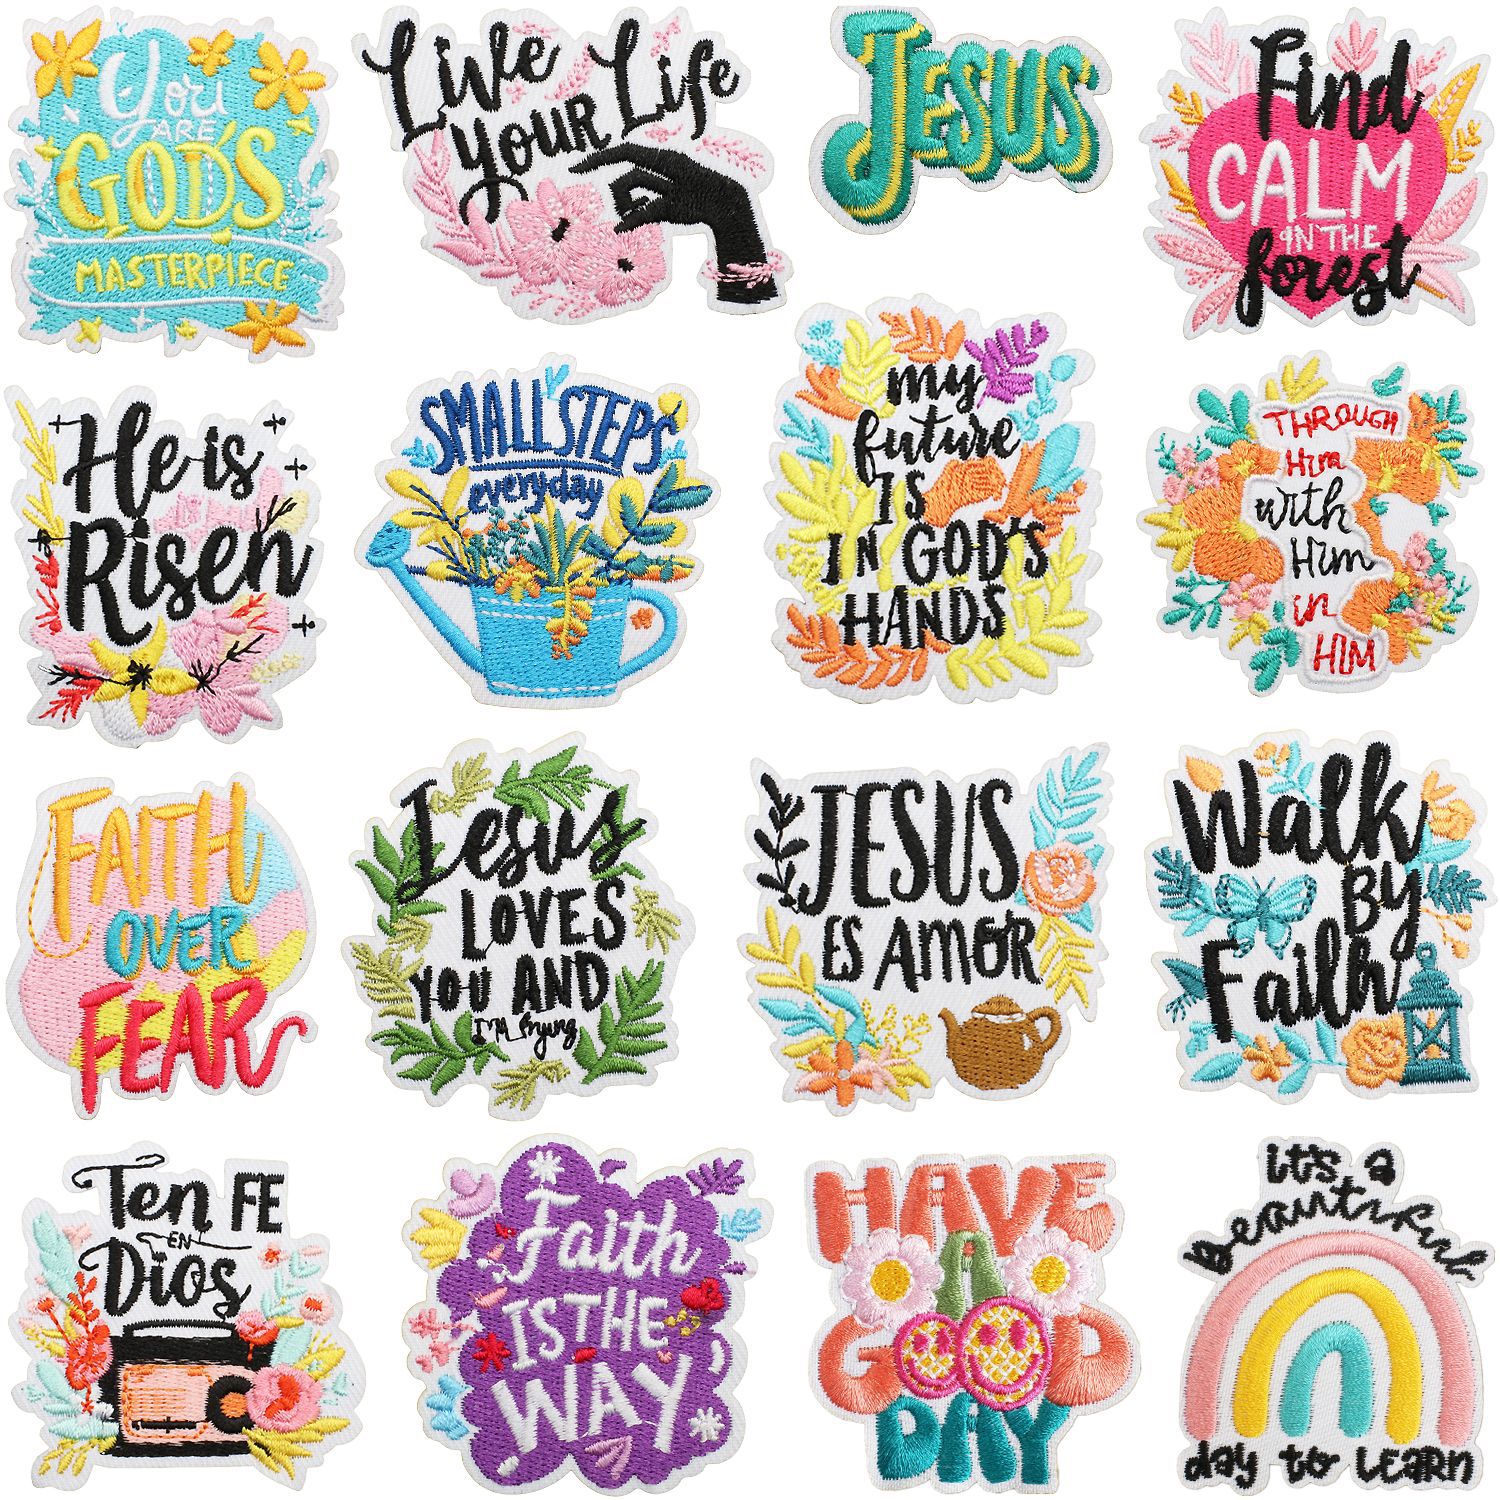 You
ARE
GOD'S
MASTERPIECE
Live
YOUR Life
JESUS
Find
CALM
IN THE
forest
He is
Risen
SMALL STEPS
everyday
my
future
IS
IN GOD'S
HANDS
THROUGH
Him
with
Him
in
HIM
FAITH
OVER
FEAR
Jesus
LOVES
YOU AND
I'M Trying
JESUS
ES AMOR
Walk
BY
Faith
Ten FE
EN
Dios
Faith
IS THE
WAY
HAVE
A
GOOD
DAY
it's a
beautiful
day to LEARN